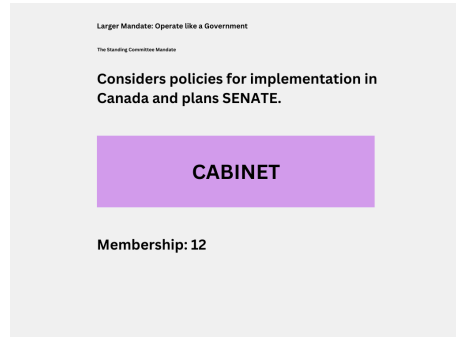 Larger Mandate: Operate like a Government
The Standing Committee Mandate
Considers policies for implementation in
Canada and plans SENATE.
CABINET
Membership: 12